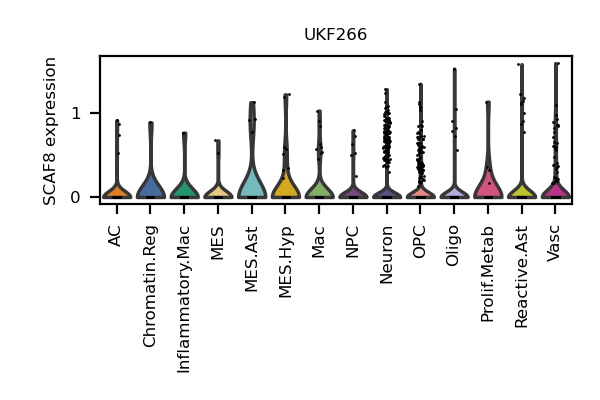 UKF266
SCAF8 expression
1
0
AC
Chromatin.Reg
Inflammatory.Mac
MES
MES.Ast
MES.Hyp
Mac
NPC
Neuron
OPC
Oligo
Prolif.Metab
Reactive.Ast
Vasc